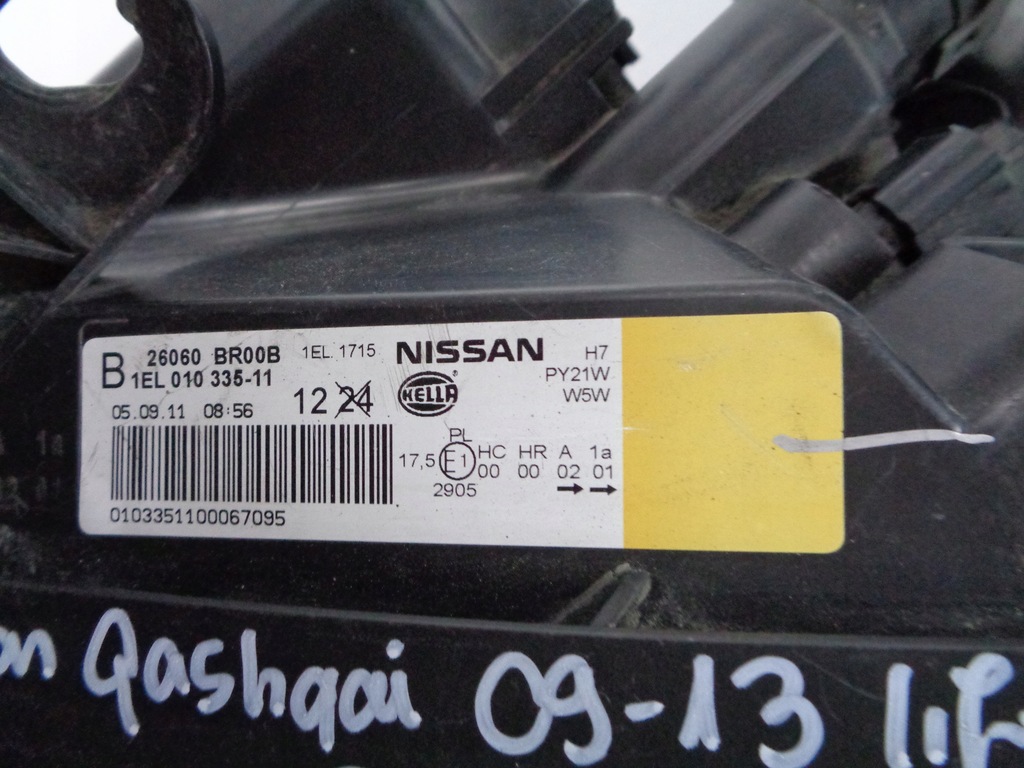 B 26060 BR00B 1EL. 1715 NISSAN H7
1EL 010 335-11 HELLA PY21W
05.09.11 08:56 12 24 W5W
PL
17,5 E1 HC HR A 1a
00 00 02 01
2905 → →
0103351100067095
Qashqai 09-13